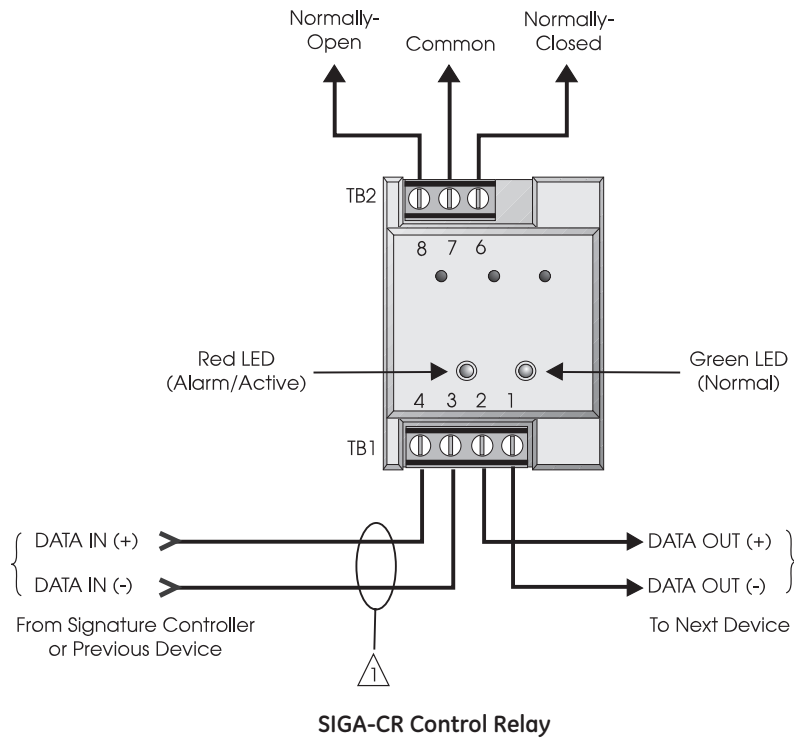 Normally-
Open
Common
Normally-
Closed
TB2
8 7 6
Red LED
(Alarm/Active)
Green LED
(Normal)
4 3 2 1
TB1
DATA IN (+)
DATA OUT (+)
DATA IN (-)
DATA OUT (-)
From Signature Controller
or Previous Device
To Next Device
1
SIGA-CR Control Relay